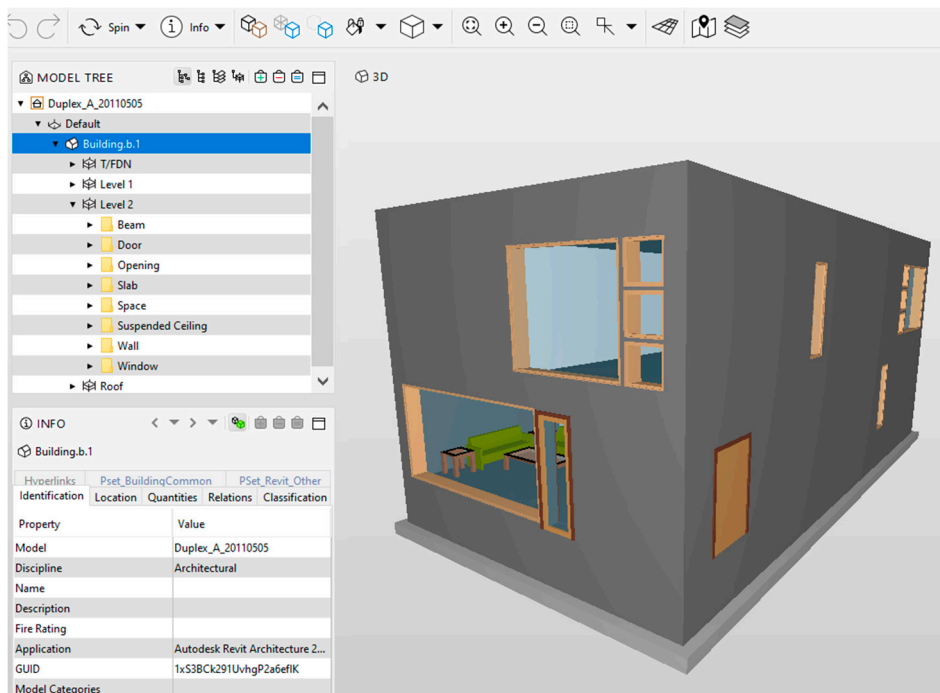 Spin Info
MODEL TREE
3D
Duplex_A_20110505
Default
Building.b.1
T/FDN
Level 1
Level 2
Beam
Door
Opening
Slab
Space
Suspended Ceiling
Wall
Window
Roof
INFO
Building.b.1
Hyperlinks Pset_BuildingCommon PSet_Revit_Other
Identification Location Quantities Relations Classification
Property Value
Model Duplex_A_20110505
Discipline Architectural
Name
Description
Fire Rating
Application Autodesk Revit Architecture 2...
GUID 1xS3BCk291UvhgP2a6eflK
Model Categories